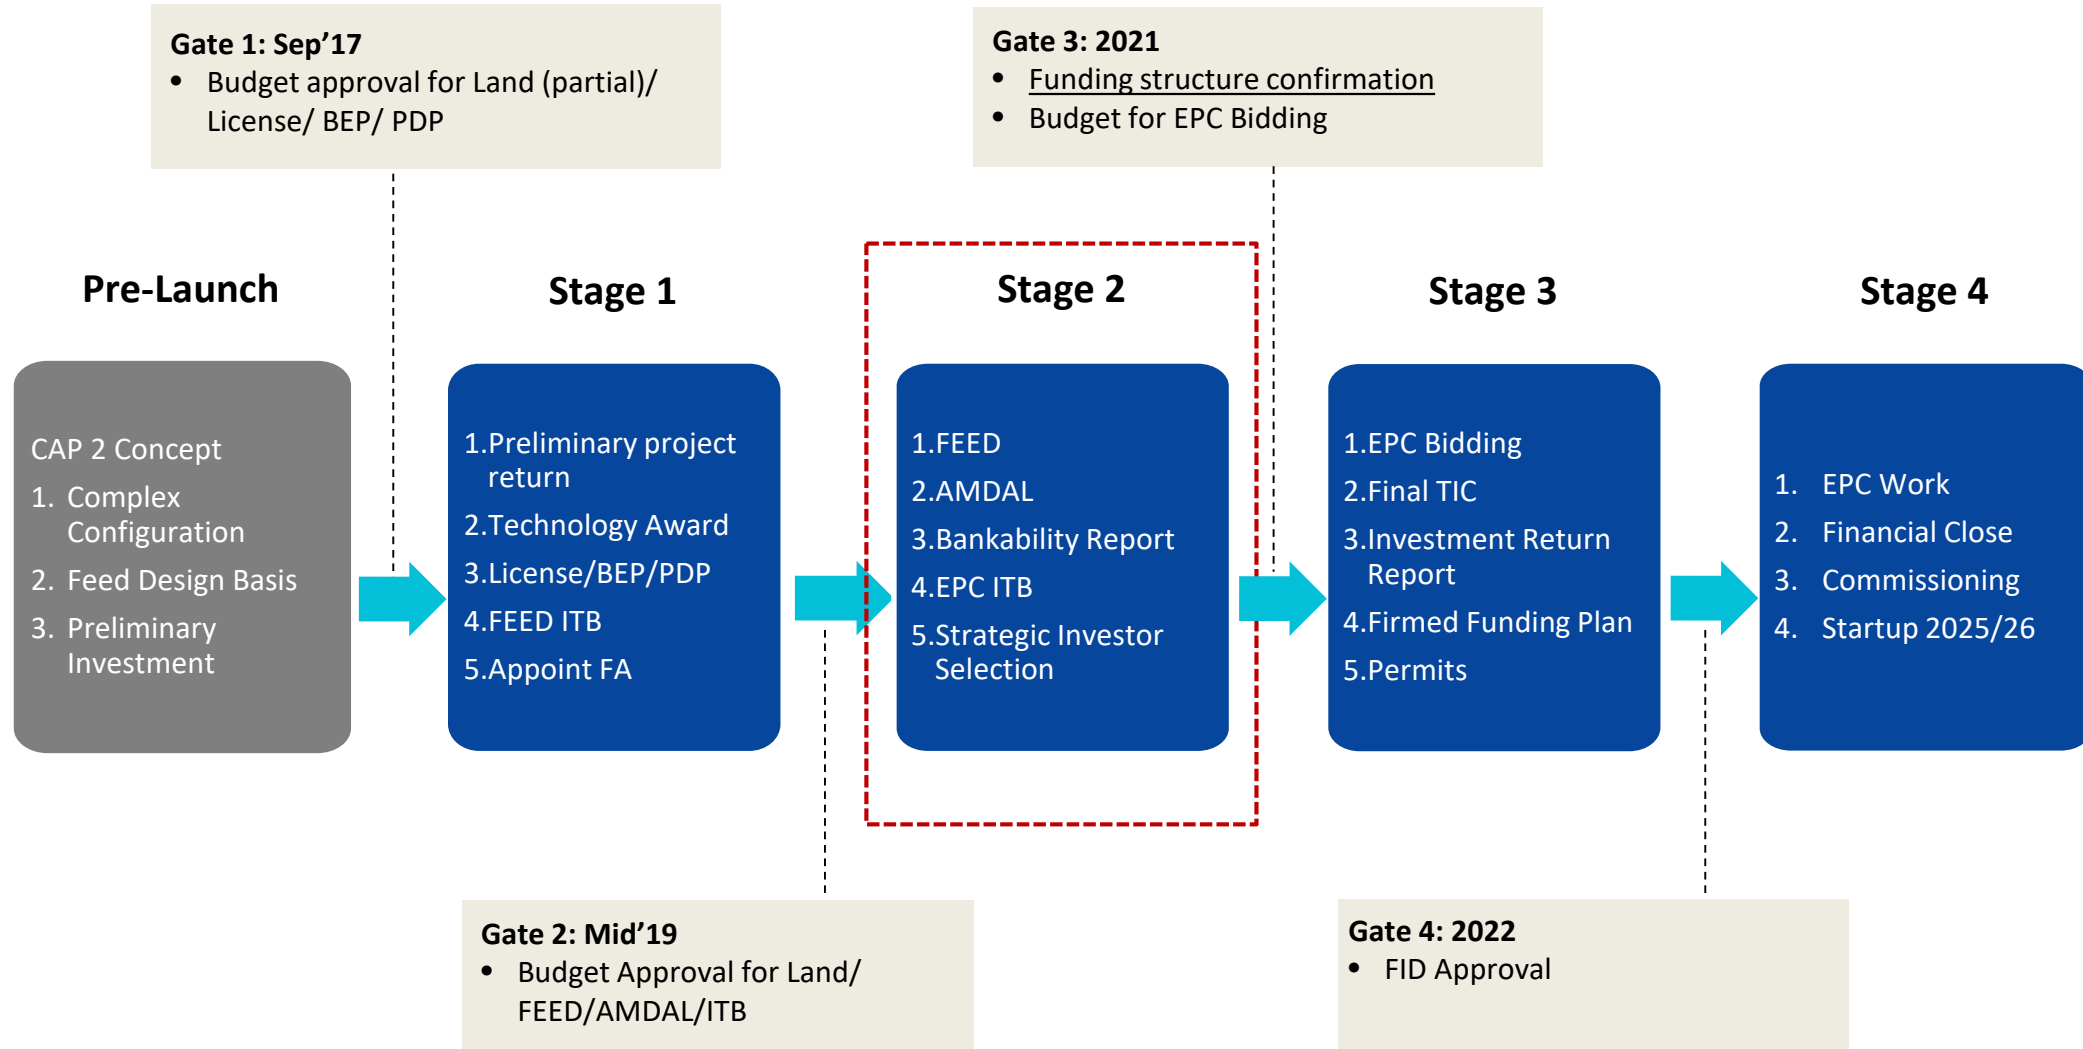 Gate 1: Sep’17
• Budget approval for Land (partial)/
License/ BEP/ PDP
Gate 3: 2021
• Funding structure confirmation
• Budget for EPC Bidding
Pre-Launch
Stage 1
Stage 2
Stage 3
Stage 4
CAP 2 Concept
1. Complex
Configuration
2. Feed Design Basis
3. Preliminary
Investment
1.Preliminary project
return
2.Technology Award
3.License/BEP/PDP
4.FEED ITB
5.Appoint FA
1.FEED
2.AMDAL
3.Bankability Report
4.EPC ITB
5.Strategic Investor
Selection
1.EPC Bidding
2.Final TIC
3.Investment Return
Report
4.Firmed Funding Plan
5.Permits
1. EPC Work
2. Financial Close
3. Commissioning
4. Startup 2025/26
Gate 2: Mid’19
• Budget Approval for Land/
FEED/AMDAL/ITB
Gate 4: 2022
• FID Approval